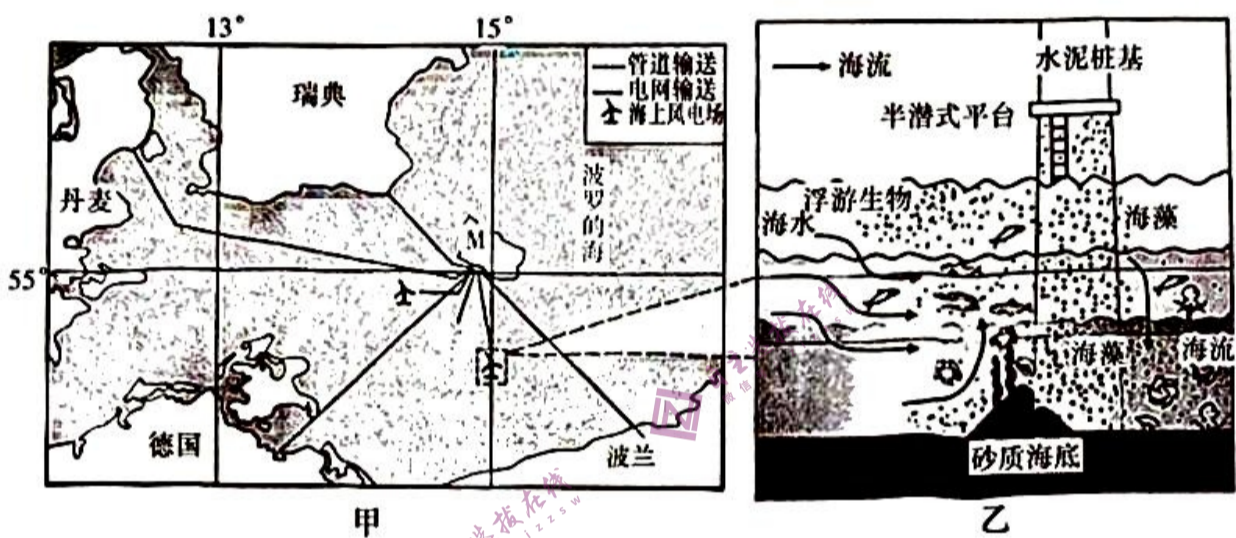 13°
15°
管道输送
电网输送
海上风电场
瑞典
丹麦
波罗的海
M
55°
德国
波兰
甲
海流
水泥桩基
半潜式平台
浮游生物
海水
海藻
海藻
海流
砂质海底
乙